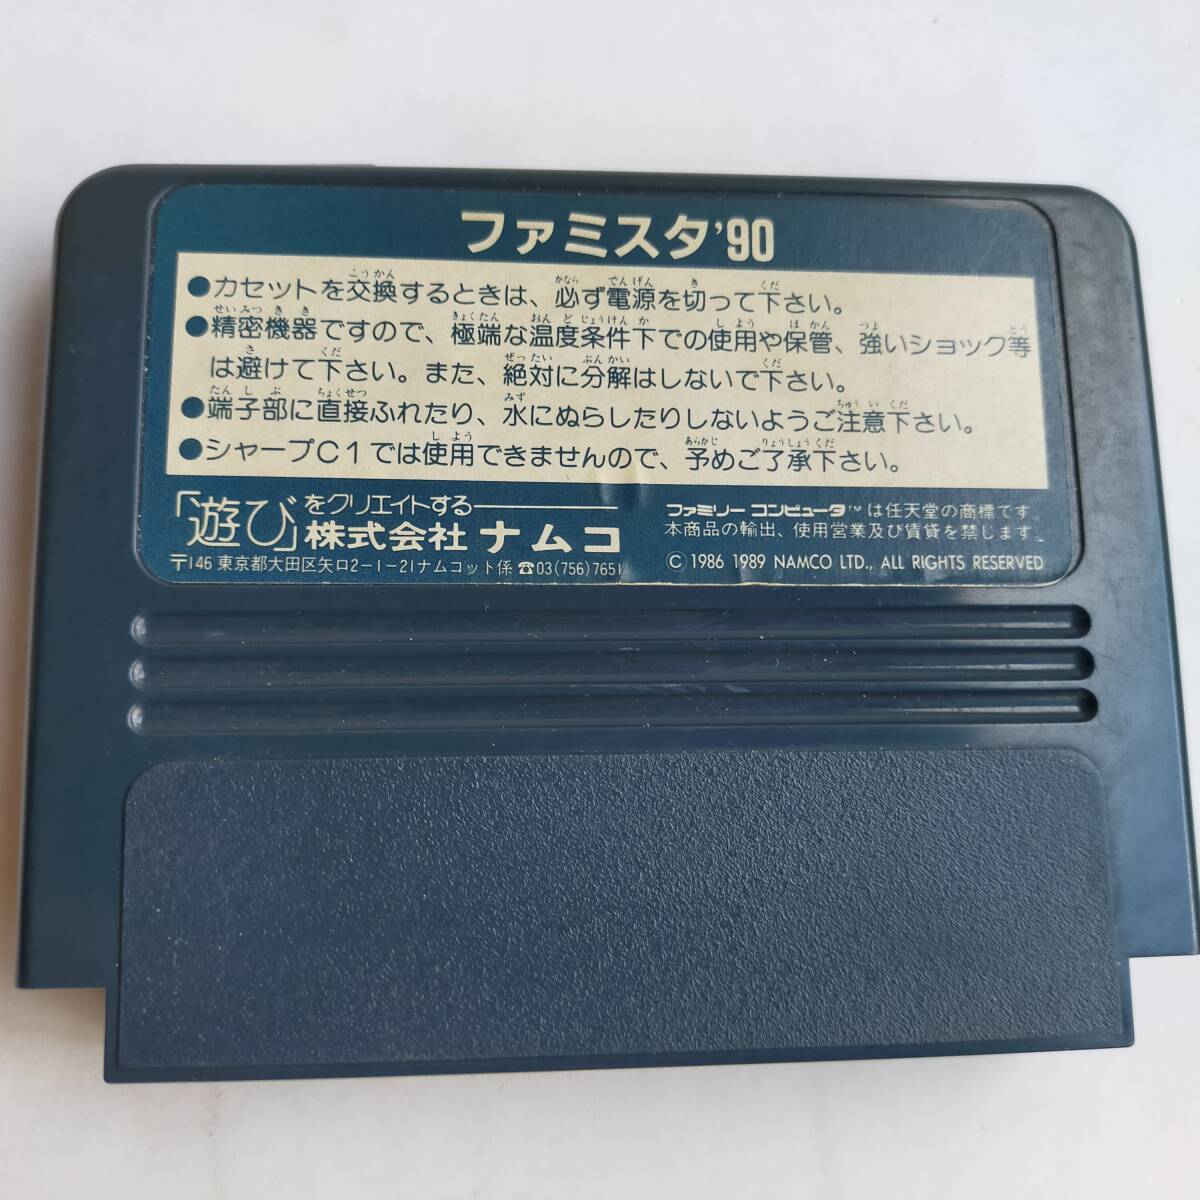 ファミスタ'90
●カセットを交換するときは、必ず電源を切って下さい。
●精密機器ですので、極端な温度条件下での使用や保管、強いショック等
は避けて下さい。また、絶対に分解はしないで下さい。
●端子部に直接ふれたり、水にぬらしたりしないようご注意下さい。
●シャープC1では使用できませんので、予めご了承下さい。
「遊び」をクリエイトする
株式会社 ナムコ
〒146 東京都大田区矢口2-1-21ナムコット係 ☎03(756)7651
ファミリー コンピュータ™は任天堂の商標です。
本商品の輸出、使用営業及び賃貸を禁じます。
© 1986 1989 NAMCO LTD., ALL RIGHTS RESERVED